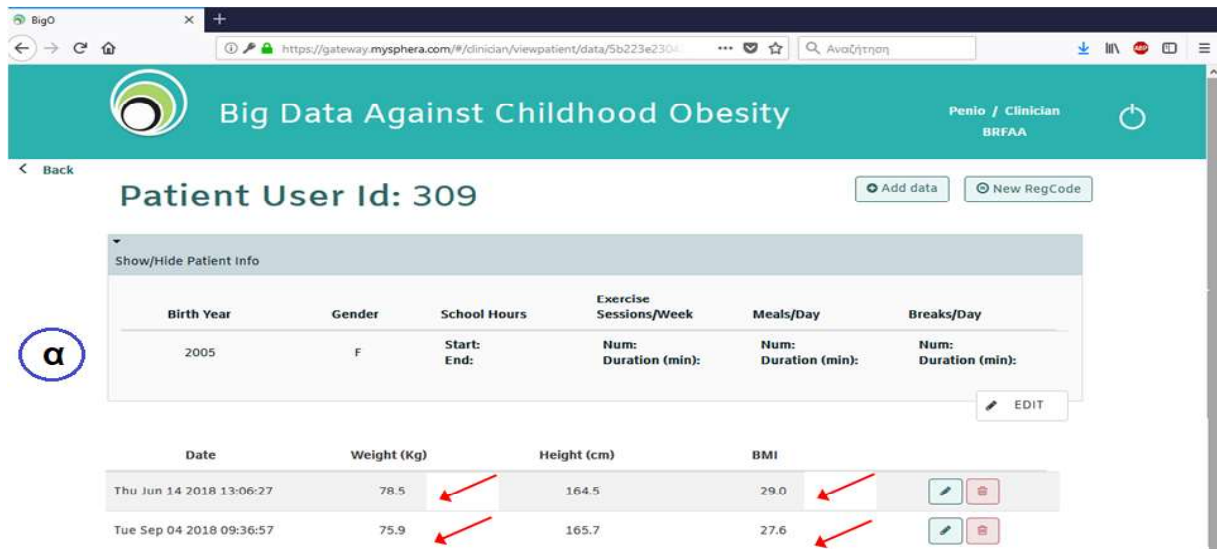 BigO
https://gateway.mysphera.com/#/clinician/viewpatient/data/5b223e2304
Αναζήτηση
ABP
Big Data Against Childhood Obesity
Penio / Clinician
BRFAA
Back
Patient User Id: 309
Add data
New RegCode
Show/Hide Patient Info
Birth Year Gender School Hours Exercise Sessions/Week Meals/Day Breaks/Day
2005 F Start: Num: Num: Num:
End: Duration (min): Duration (min): Duration (min):
α
EDIT
Date Weight (Kg) Height (cm) BMI
Thu Jun 14 2018 13:06:27 78.5 164.5 29.0
Tue Sep 04 2018 09:36:57 75.9 165.7 27.6